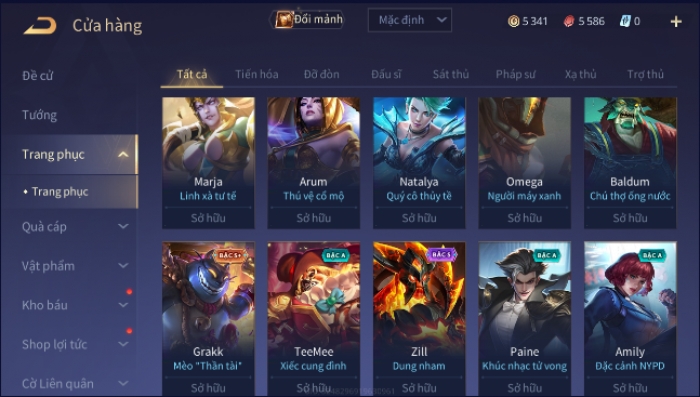 Cửa hàng
Đổi mảnh
Mặc định
5 341
5 586
0
Đề cử
Tướng
Trang phục
• Trang phục
Quà cáp
Vật phẩm
Kho báu
Shop lợi tức
Cờ Liên quân
Tất cả Tiến hóa Đỡ đòn Đấu sĩ Sát thủ Pháp sư Xạ thủ Trợ thủ
Marja Arum Natalya Omega Baldum
Linh xà tư tế Thủ vệ cổ mộ Quý cô thủy tề Người máy xanh Chú thợ ống nước
Sở hữu Sở hữu Sở hữu Sở hữu Sở hữu
BẬC S+ BẬC A BẬC S BẬC A BẬC A
Grakk TeeMee Zill Paine Amily
Mèo "Thần tài" Xiếc cung đình Dung nham Khúc nhạc tử vong Đặc cảnh NYPD
Sở hữu Sở hữu Sở hữu Sở hữu Sở hữu